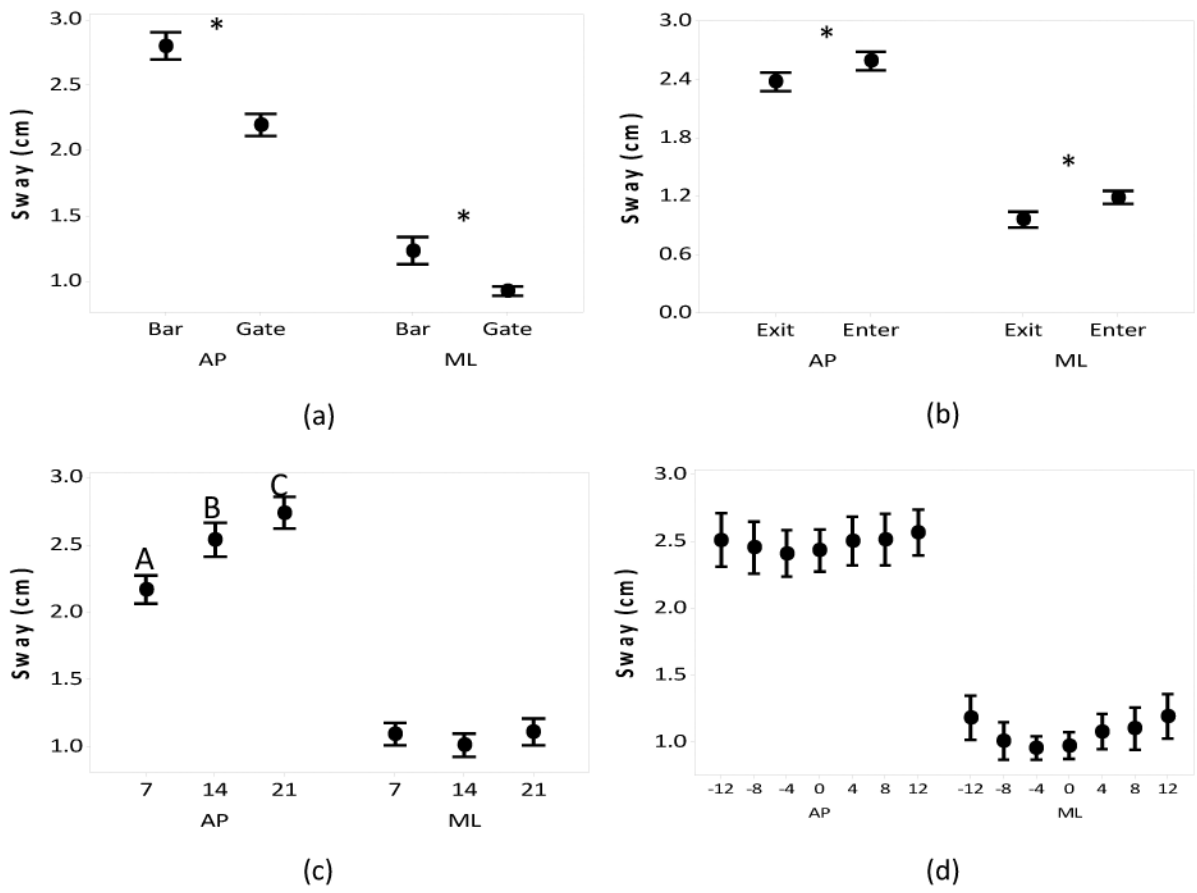 3.0
2.5
2.0
1.5
1.0
Sway (cm)
*
*
Bar Gate Bar Gate
AP ML
(a)
3.0
2.4
1.8
1.2
0.6
0.0
Sway (cm)
*
*
Exit Enter Exit Enter
AP ML
(b)
3.0
2.5
2.0
1.5
1.0
Sway (cm)
A B C
7 14 21 7 14 21
AP ML
(c)
3.0
2.5
2.0
1.5
1.0
Sway (cm)
-12 -8 -4 0 4 8 12 -12 -8 -4 0 4 8 12
AP ML
(d)